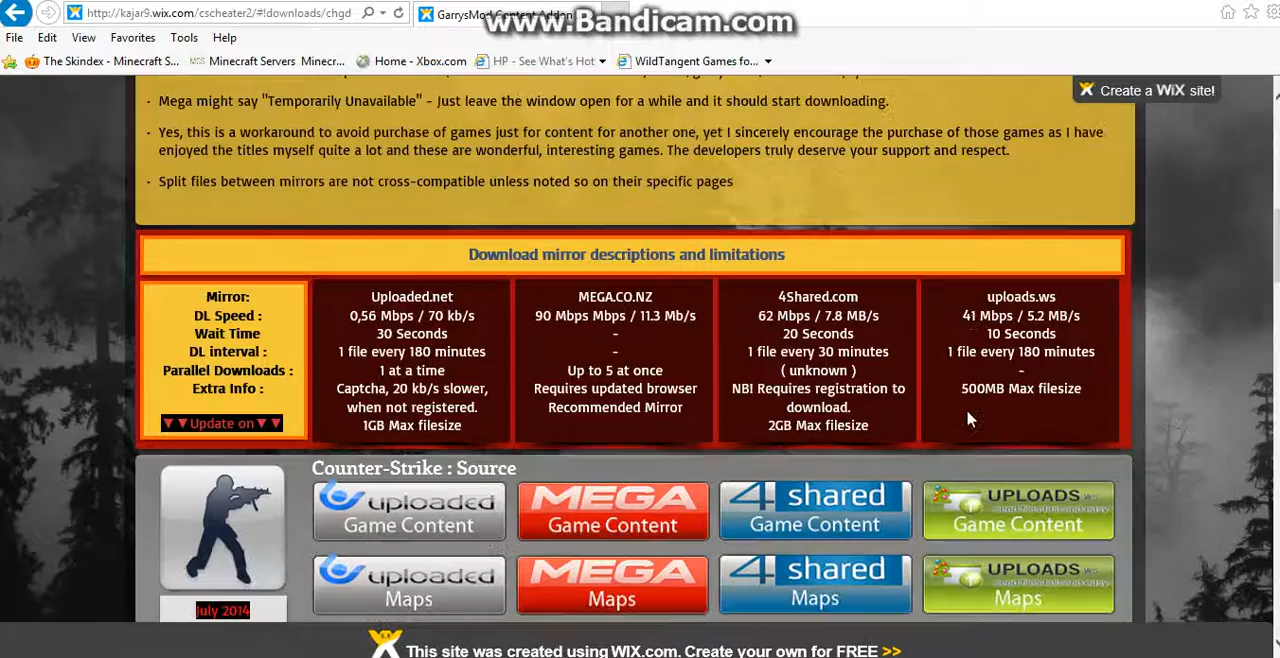 http://kajar9.wix.com/cscheater2/#!downloads/chgd
GarrysMod Content Addon
www.Bandicam.com
File Edit View Favorites Tools Help
The Skindex - Minecraft S... Minecraft Servers Minecr... Home - Xbox.com HP - See What's Hot WildTangent Games fo...
Create a WiX site!
· Mega might say "Temporarily Unavailable" - Just leave the window open for a while and it should start downloading.
· Yes, this is a workaround to avoid purchase of games just for content for another one, yet I sincerely encourage the purchase of those games as I have
enjoyed the titles myself quite a lot and these are wonderful, interesting games. The developers truly deserve your support and respect.
· Split files between mirrors are not cross-compatible unless noted so on their specific pages
Download mirror descriptions and limitations
Mirror: Uploaded.net MEGA.CO.NZ 4Shared.com uploads.ws
DL Speed : 0,56 Mbps / 70 kb/s 90 Mbps Mbps / 11.3 Mb/s 62 Mbps / 7.8 MB/s 41 Mbps / 5.2 MB/s
Wait Time 30 Seconds - 20 Seconds 10 Seconds
DL interval : 1 file every 180 minutes - 1 file every 30 minutes 1 file every 180 minutes
Parallel Downloads : 1 at a time Up to 5 at once ( unknown ) -
Extra Info : Captcha, 20 kb/s slower, Requires updated browser NB! Requires registration to 500MB Max filesize
when not registered. Recommended Mirror download.
▼▼Update on▼▼ 1GB Max filesize 2GB Max filesize
Counter-Strike : Source
uploaded MEGA 4 shared UPLOADS ws
send files fast and easy
Game Content Game Content Game Content Game Content
uploaded MEGA 4 shared UPLOADS ws
send files fast and easy
Maps Maps Maps Maps
July 2014
This site was created using WIX.com. Create your own for FREE >>